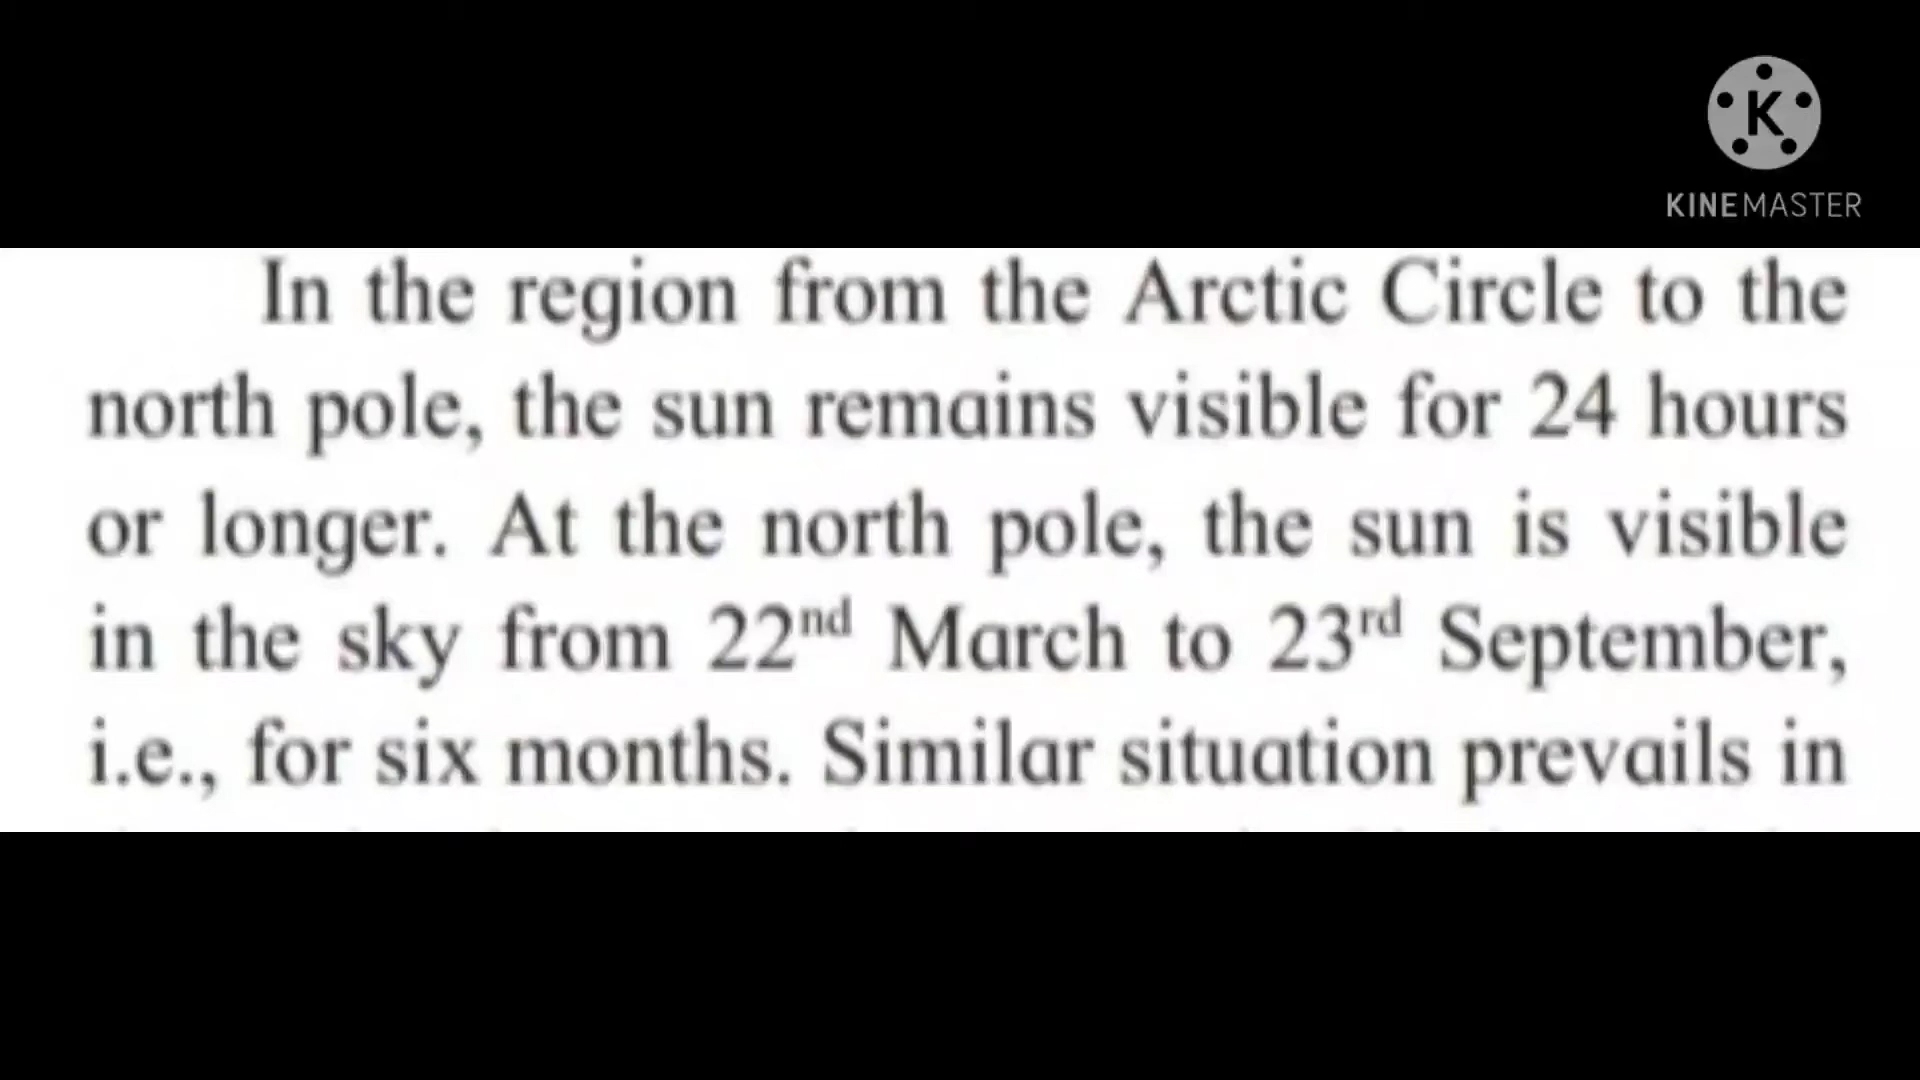 K
KINEMASTER
In the region from the Arctic Circle to the
north pole, the sun remains visible for 24 hours
or longer. At the north pole, the sun is visible
in the sky from 22nd March to 23rd September,
i.e., for six months. Similar situation prevails in